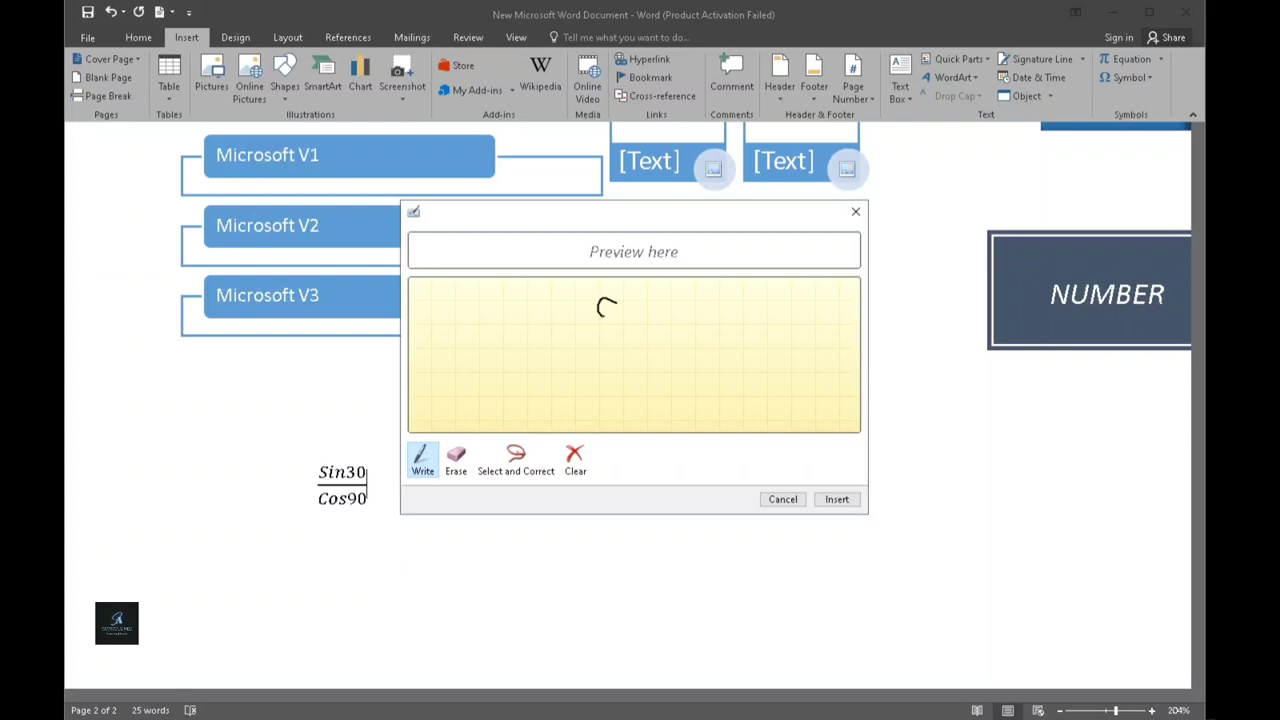 New Microsoft Word Document - Word (Product Activation Failed)
File Home Insert Design Layout References Mailings Review View Tell me what you want to do... Sign in Share
Cover Page
Blank Page
Page Break
Pages
Table
Tables
Pictures
Online Pictures
Shapes
SmartArt
Chart
Screenshot
Illustrations
Store
My Add-ins
Wikipedia
Add-ins
Online Video
Media
Hyperlink
Bookmark
Cross-reference
Links
Comment
Comments
Header
Footer
Page Number
Header & Footer
Text Box
Quick Parts
WordArt
Drop Cap
Signature Line
Date & Time
Object
Text
Equation
Symbol
Symbols
Microsoft V1
[Text]
[Text]
Microsoft V2
Microsoft V3
NUMBER
Preview here
Write
Erase
Select and Correct
Clear
Cancel
Insert
Sin30
Cos90
Page 2 of 2 25 words
204%